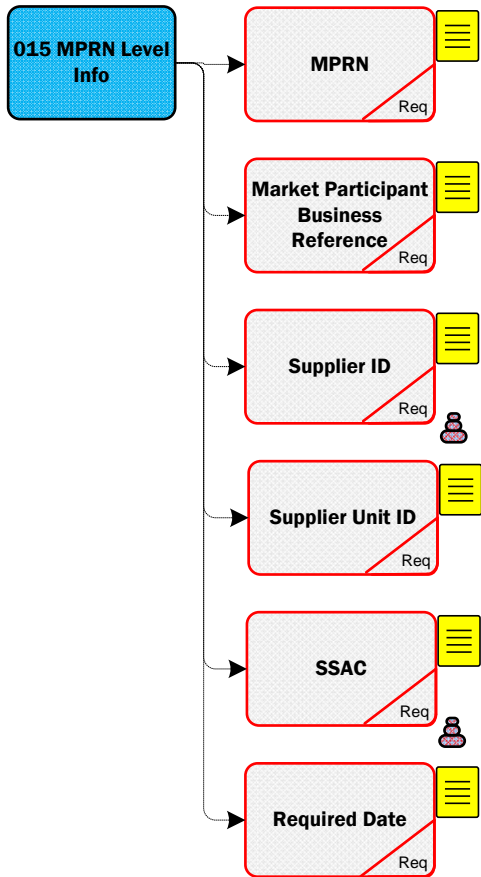 015 MPRN Level
Info
MPRN
Req
Market Participant
Business
Reference
Req
Supplier ID
Req
Supplier Unit ID
Req
SSAC
Req
Required Date
Req